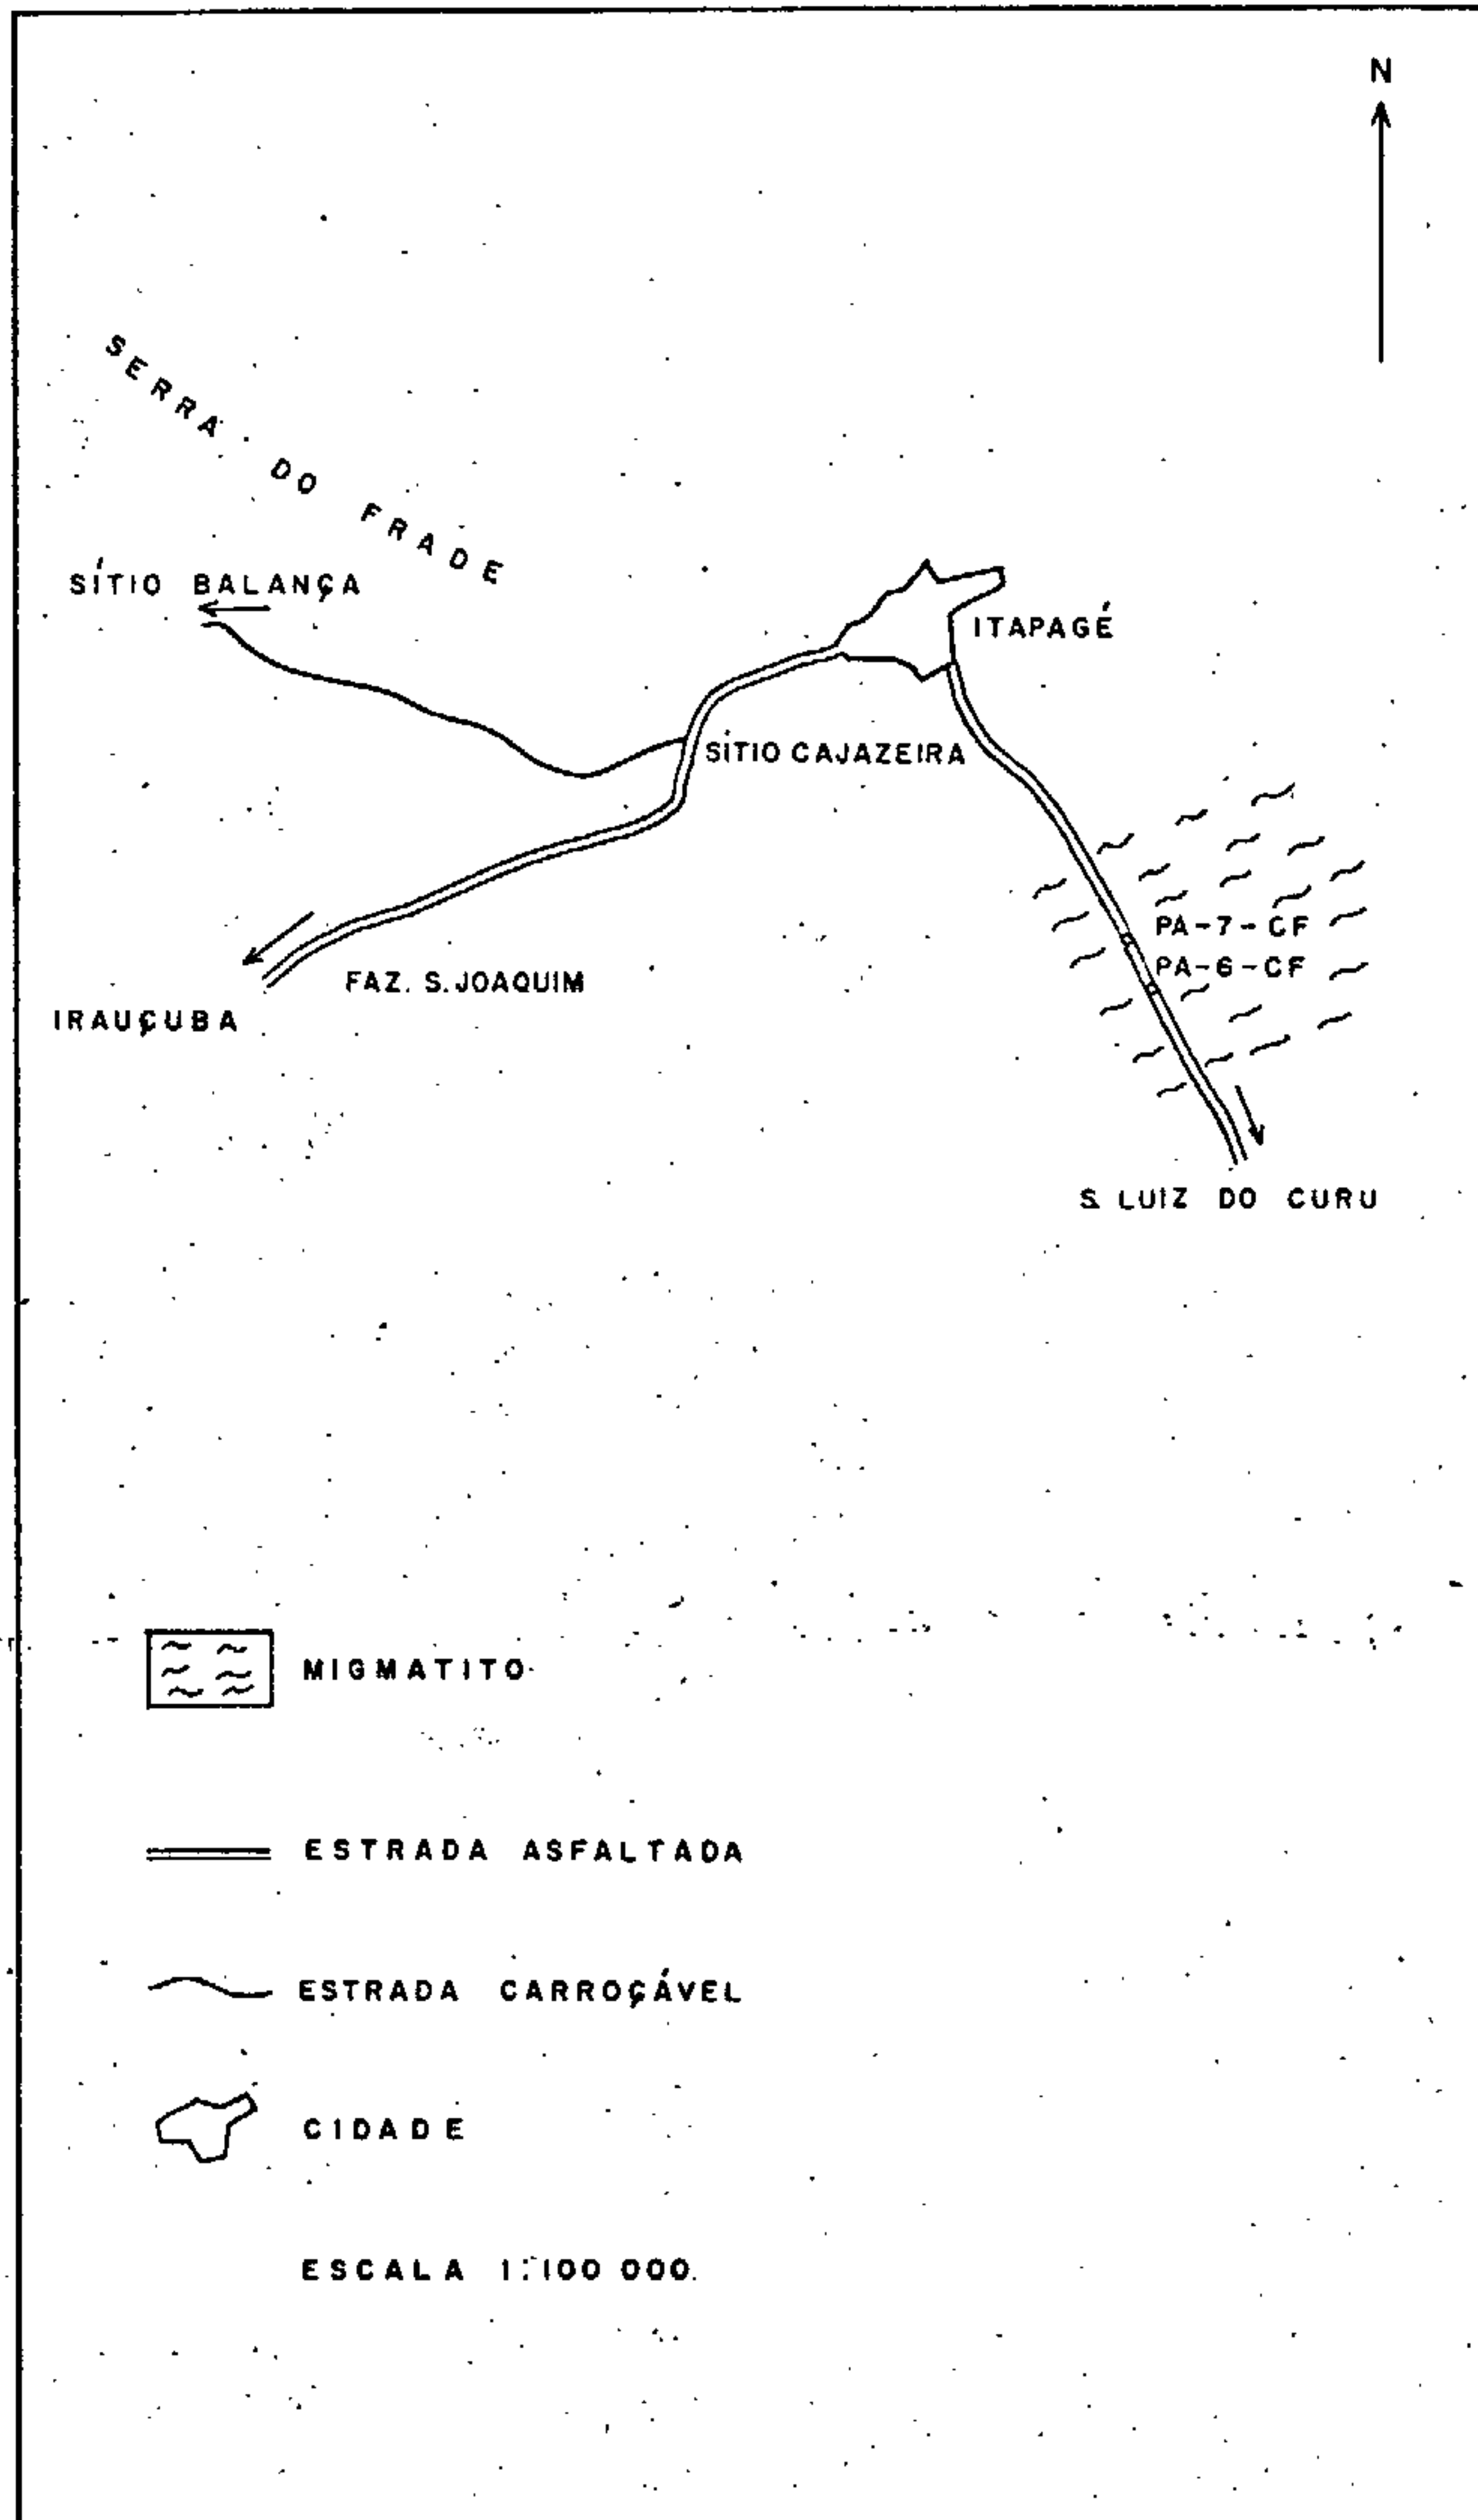 N
SERRA DO FRADE
SÍTIO BALANÇA
ITAPAGÉ
SÍTIO CAJAZEIRA
PA-7-CF
PA-6-CF
FAZ. S. JOAQUIM
IRAUÇUBA
S. LUIZ DO CURU
MIGMATITO
ESTRADA ASFALTADA
ESTRADA CARROÇÁVEL
CIDADE
ESCALA 1:100 000